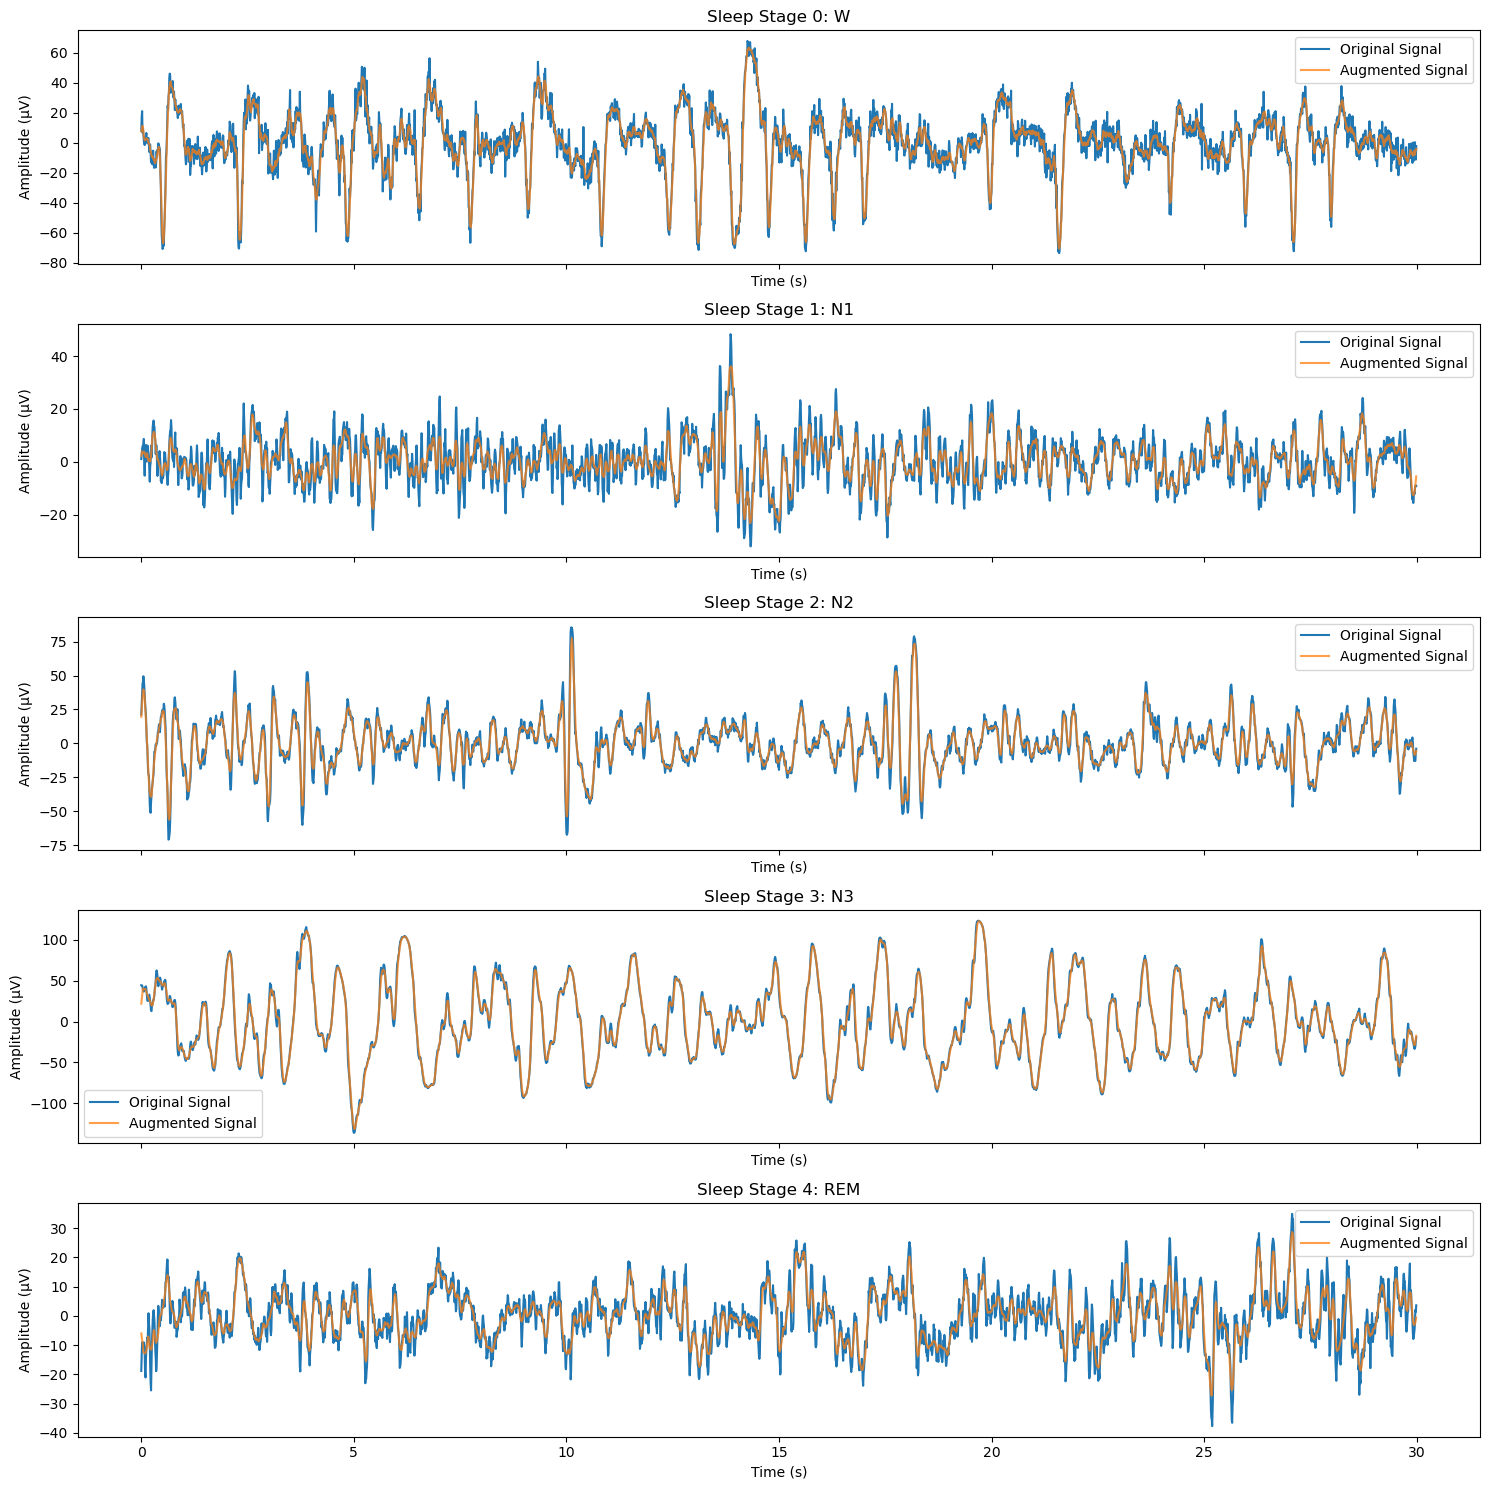 Sleep Stage 0: W
Original Signal
Augmented Signal
60
40
20
0
−20
−40
−60
−80
Amplitude (µV)
Time (s)
Sleep Stage 1: N1
Original Signal
Augmented Signal
40
20
0
−20
Amplitude (µV)
Time (s)
Sleep Stage 2: N2
Original Signal
Augmented Signal
75
50
25
0
−25
−50
−75
Amplitude (µV)
Time (s)
Sleep Stage 3: N3
100
50
0
−50
−100
Amplitude (µV)
Original Signal
Augmented Signal
Time (s)
Sleep Stage 4: REM
Original Signal
Augmented Signal
30
20
10
0
−10
−20
−30
−40
Amplitude (µV)
0 5 10 15 20 25 30
Time (s)